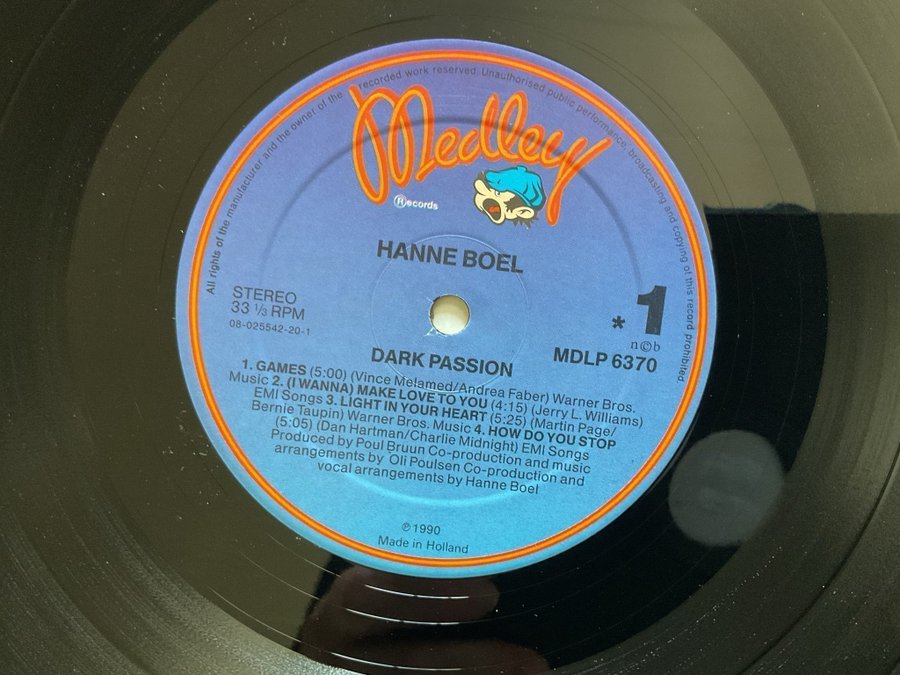 All rights of the manufacturer and the owner of the recorded work reserved. Unauthorised public performance, broadcasting and copying of this record prohibited
Medley
Ⓡecords
HANNE BOEL
STEREO
33 1/3 RPM
08-025542-20-1
* 1
n©b
MDLP 6370
DARK PASSION
1. GAMES (5:00) (Vince Melamed/Andrea Faber) Warner Bros.
Music 2. (I WANNA) MAKE LOVE TO YOU (4:15) (Jerry L. Williams)
EMI Songs 3. LIGHT IN YOUR HEART (5:25) (Martin Page/
Bernie Taupin) Warner Bros. Music 4. HOW DO YOU STOP
(5:05) (Dan Hartman/Charlie Midnight) EMI Songs
Produced by Poul Bruun Co-production and music
arrangements by Oli Poulsen Co-production and
vocal arrangements by Hanne Boel
℗ 1990
Made in Holland